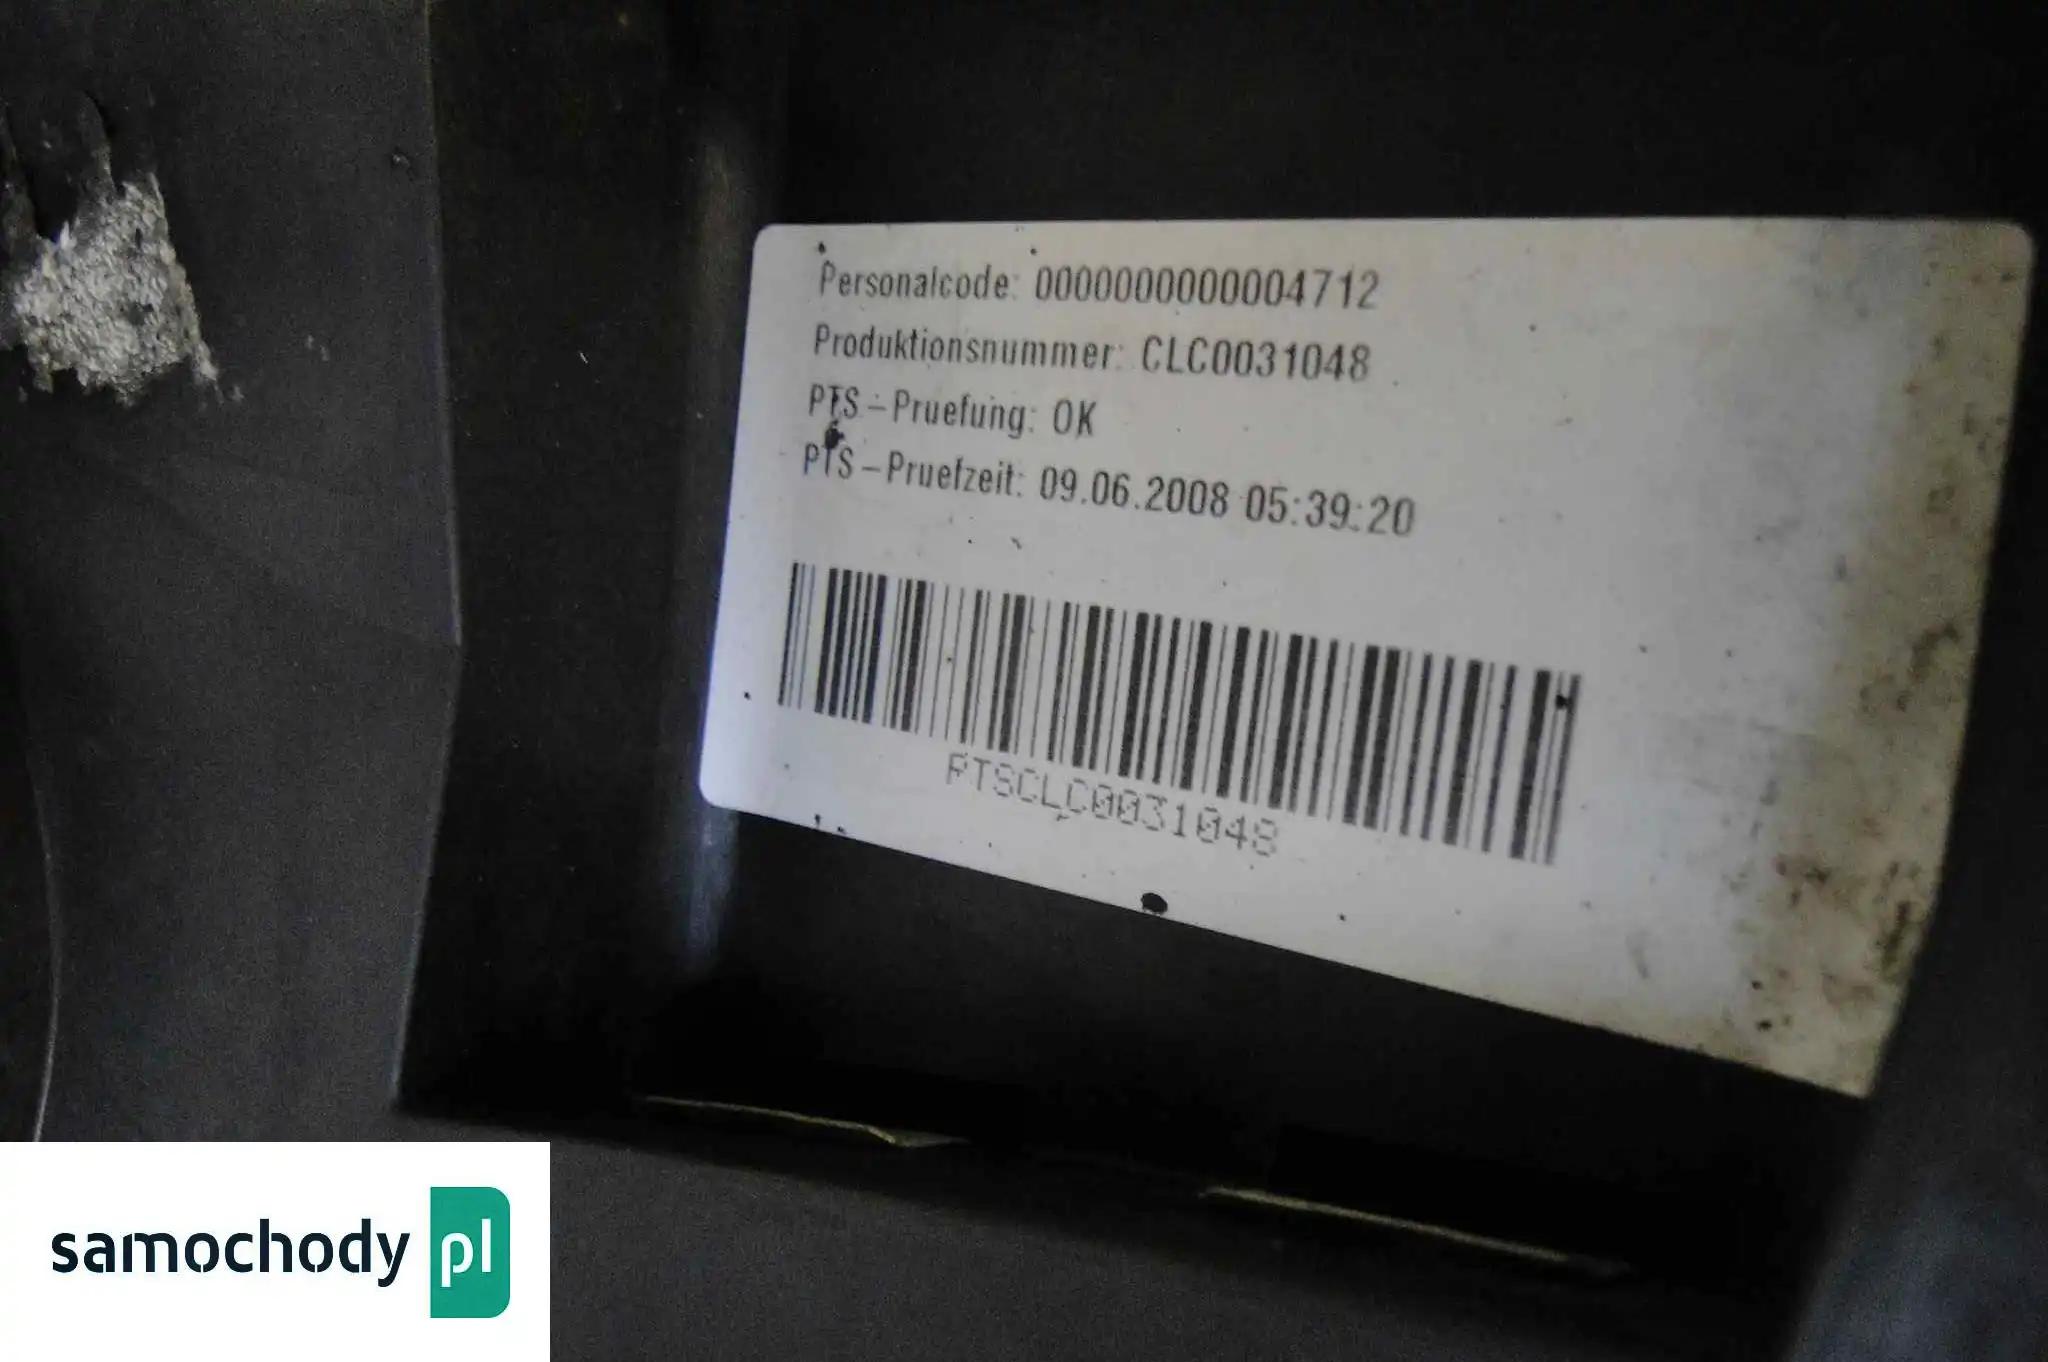 Personalcode: 0000000000004712
Produktionsnummer: CLC0031048
PTS-Pruefung: OK
PTS-Pruefzeit: 09.06.2008 05:39:20
PTSCLC0031048
samochody pl